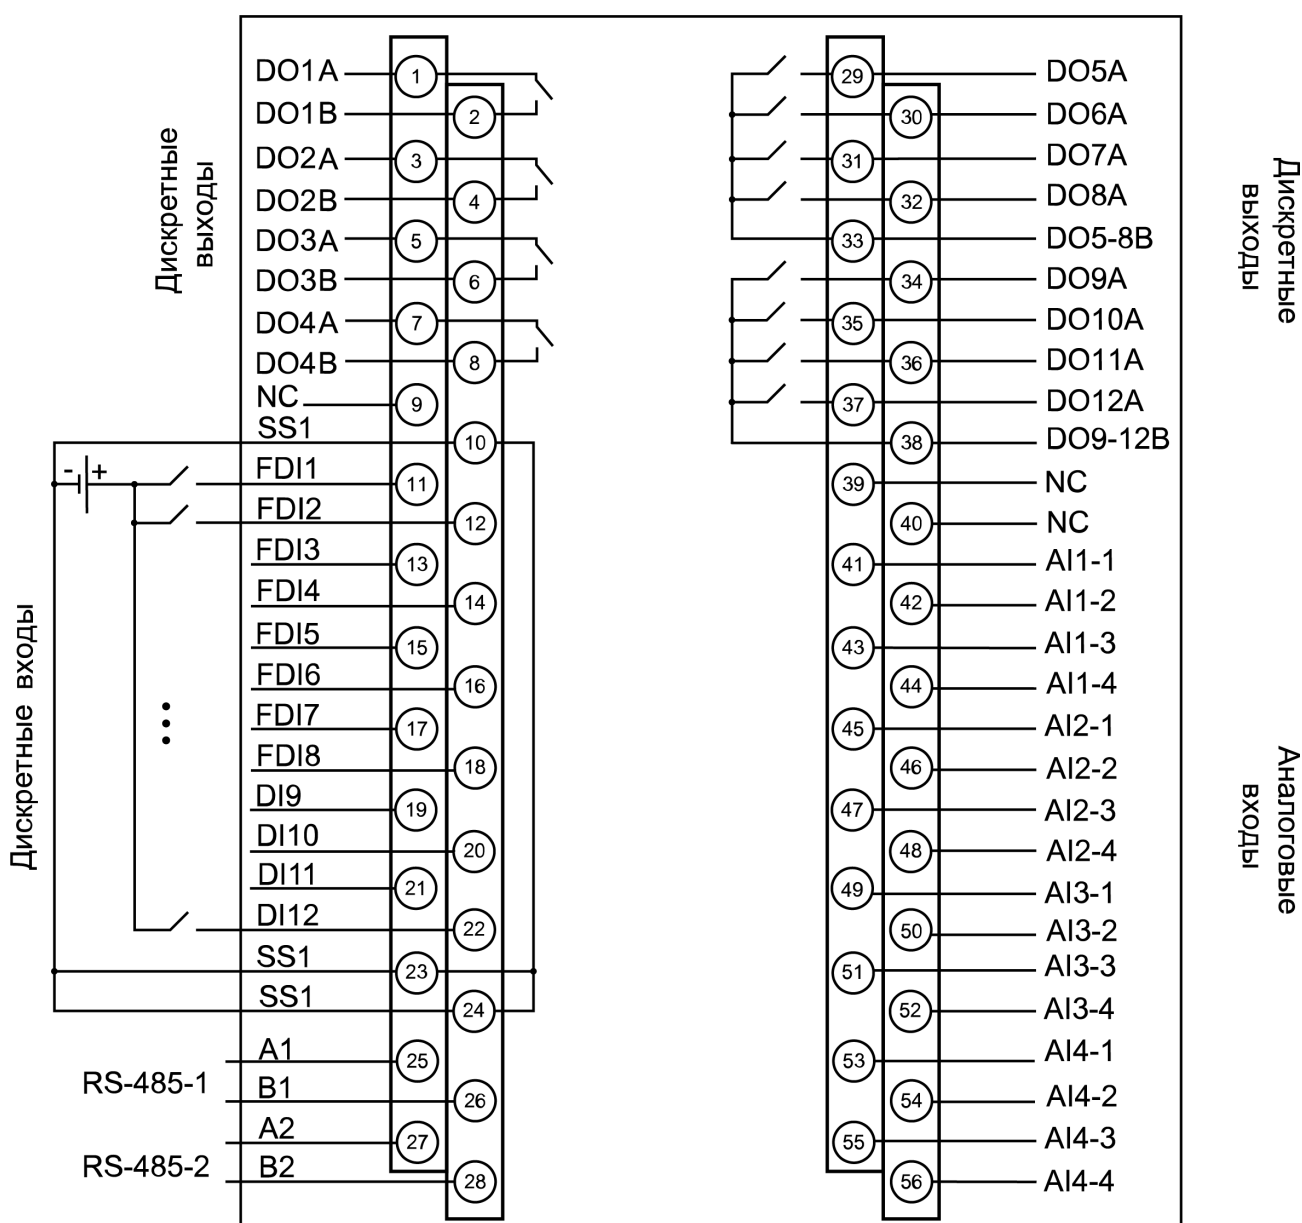 Дискретные
выходы
DO1A 1
DO1B 2
DO2A 3
DO2B 4
DO3A 5
DO3B 6
DO4A 7
DO4B 8
NC 9
SS1 10
- +
FDI1 11
FDI2 12
FDI3 13
FDI4 14
FDI5 15
FDI6 16
FDI7 17
FDI8 18
DI9 19
DI10 20
DI11 21
DI12 22
SS1 23
SS1 24
Дискретные входы
RS-485-1
A1 25
B1 26
RS-485-2
A2 27
B2 28
29 DO5A
30 DO6A
31 DO7A
32 DO8A
33 DO5-8B
34 DO9A
35 DO10A
36 DO11A
37 DO12A
38 DO9-12B
39 NC
40 NC
41 AI1-1
42 AI1-2
43 AI1-3
44 AI1-4
45 AI2-1
46 AI2-2
47 AI2-3
48 AI2-4
49 AI3-1
50 AI3-2
51 AI3-3
52 AI3-4
53 AI4-1
54 AI4-2
55 AI4-3
56 AI4-4
Дискретные
выходы
Аналоговые
входы